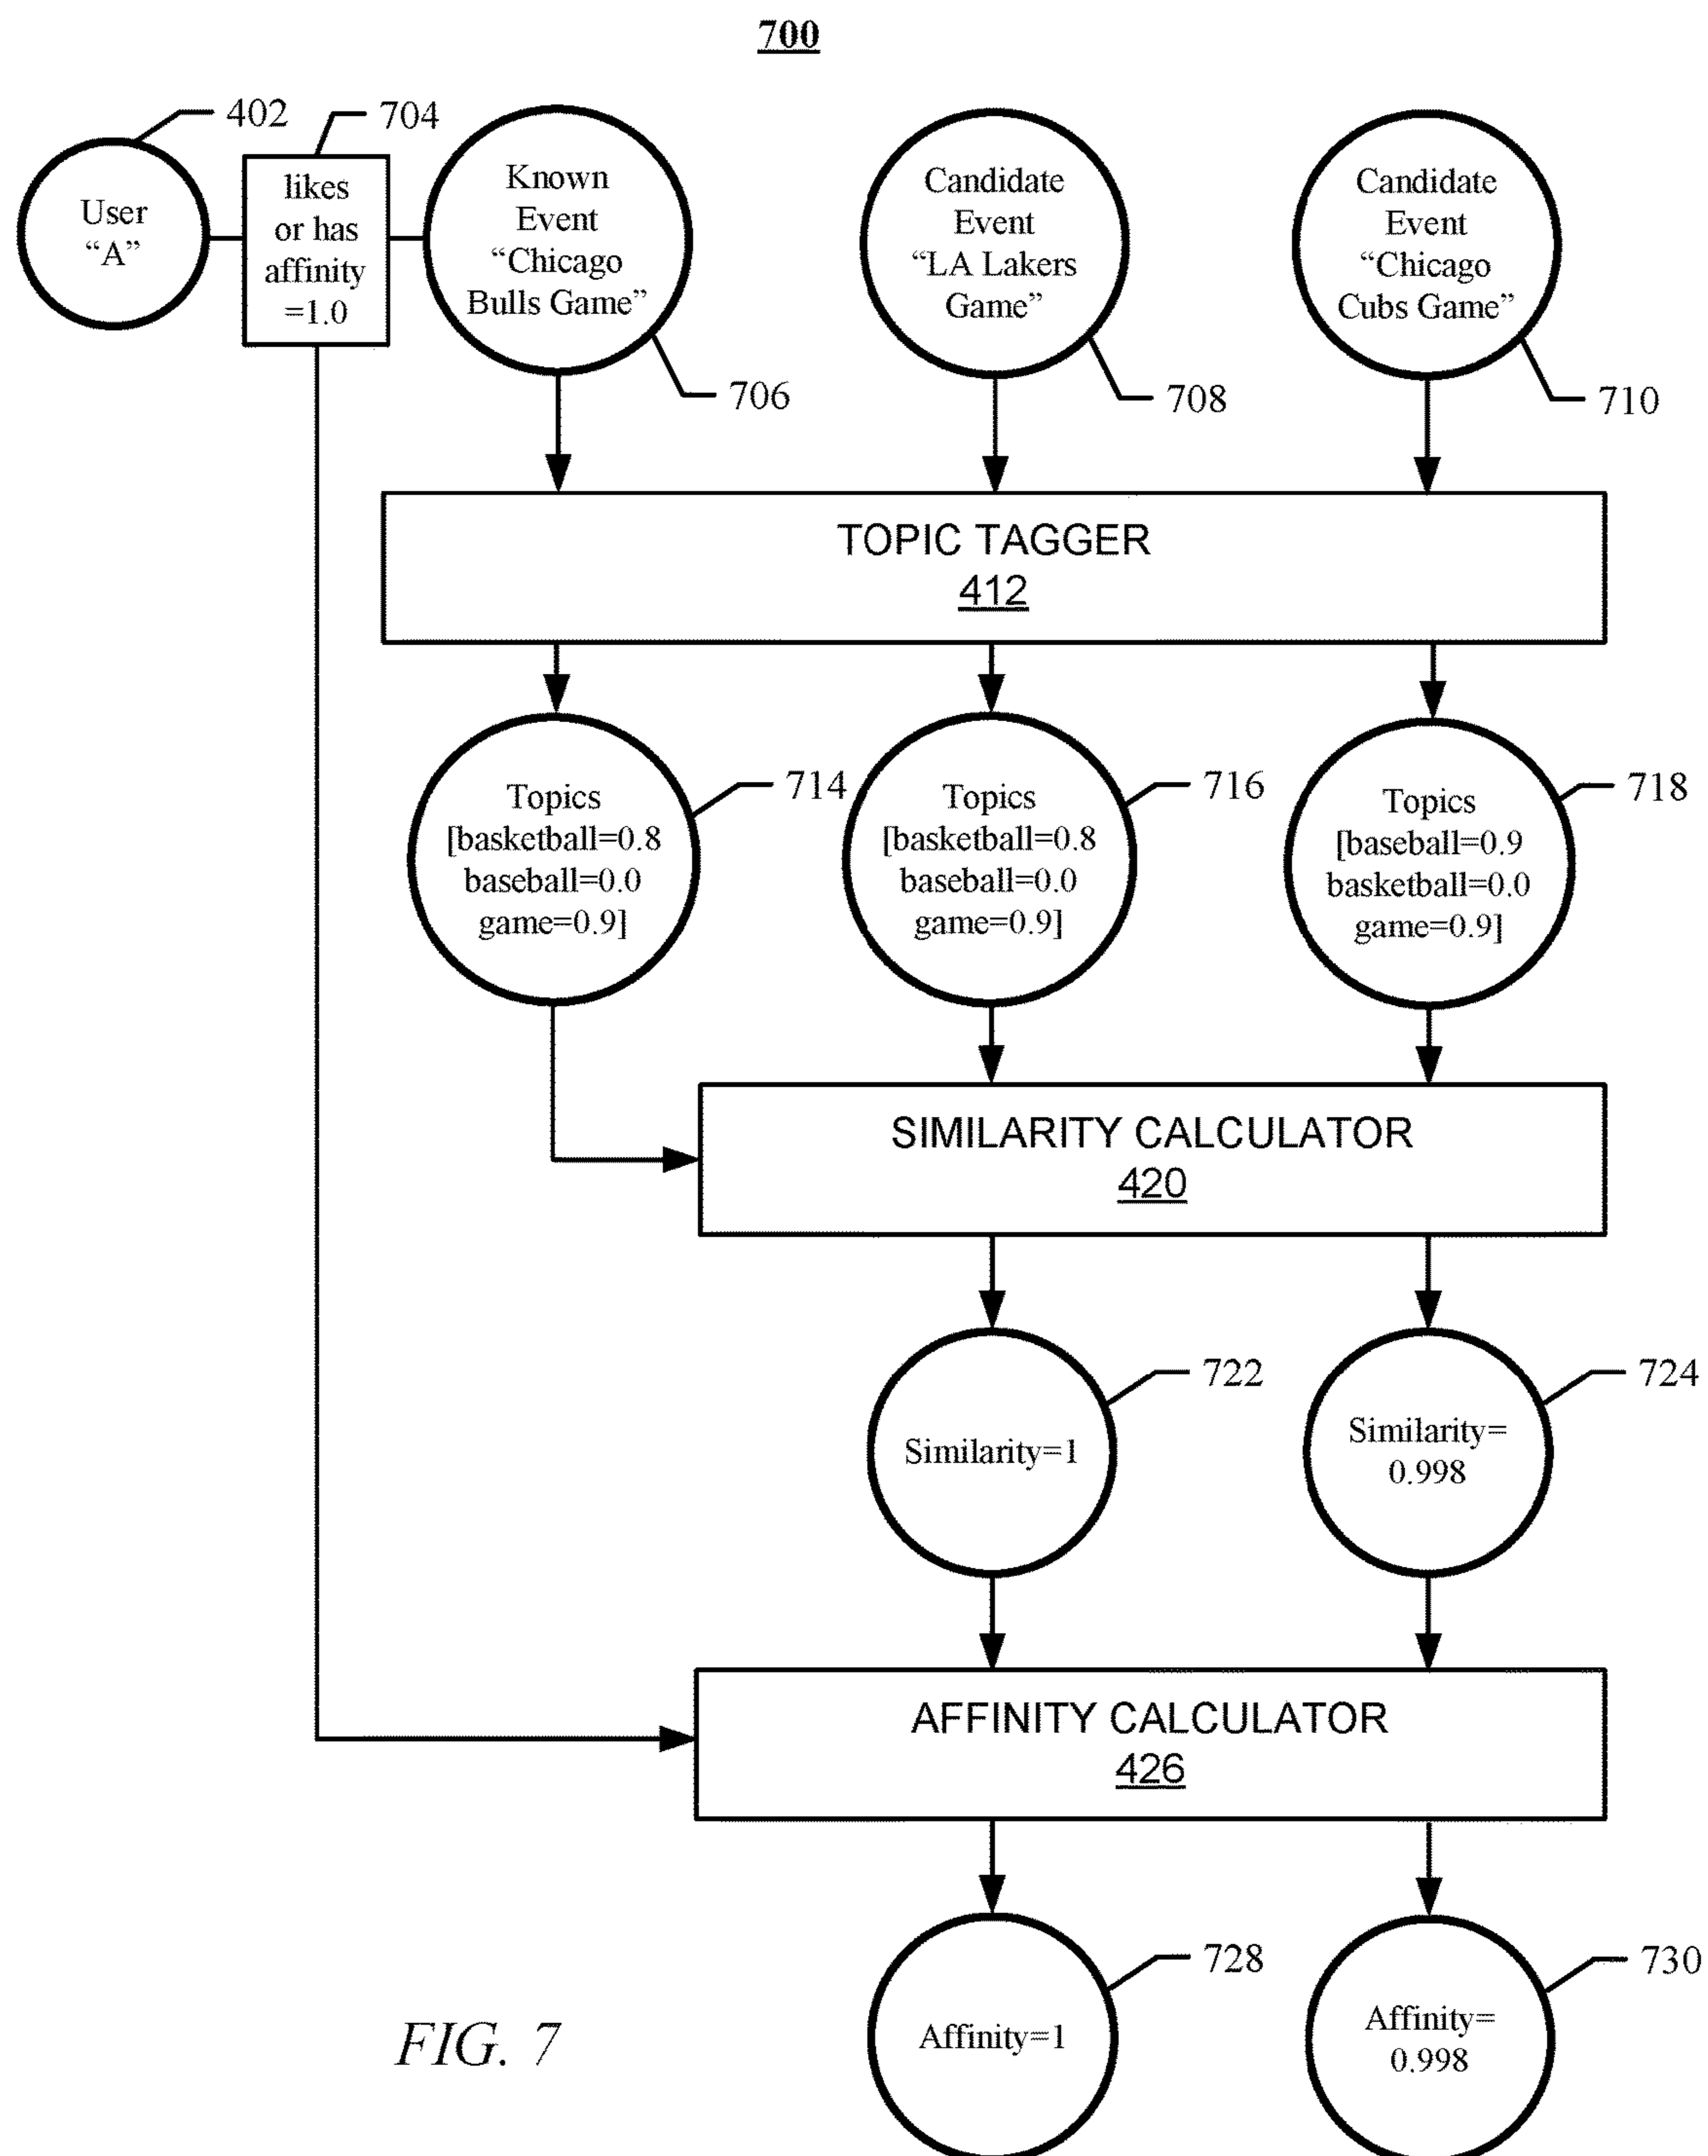 700
402
704
User
“A”
likes
or has
affinity
=1.0
Known
Event
“Chicago
Bulls Game”
706
Candidate
Event
“LA Lakers
Game”
708
Candidate
Event
“Chicago
Cubs Game”
710
TOPIC TAGGER
412
Topics
[basketball=0.8
baseball=0.0
game=0.9]
714
Topics
[basketball=0.8
baseball=0.0
game=0.9]
716
Topics
[baseball=0.9
basketball=0.0
game=0.9]
718
SIMILARITY CALCULATOR
420
Similarity=1
722
Similarity=
0.998
724
AFFINITY CALCULATOR
426
Affinity=1
728
Affinity=
0.998
730
FIG. 7